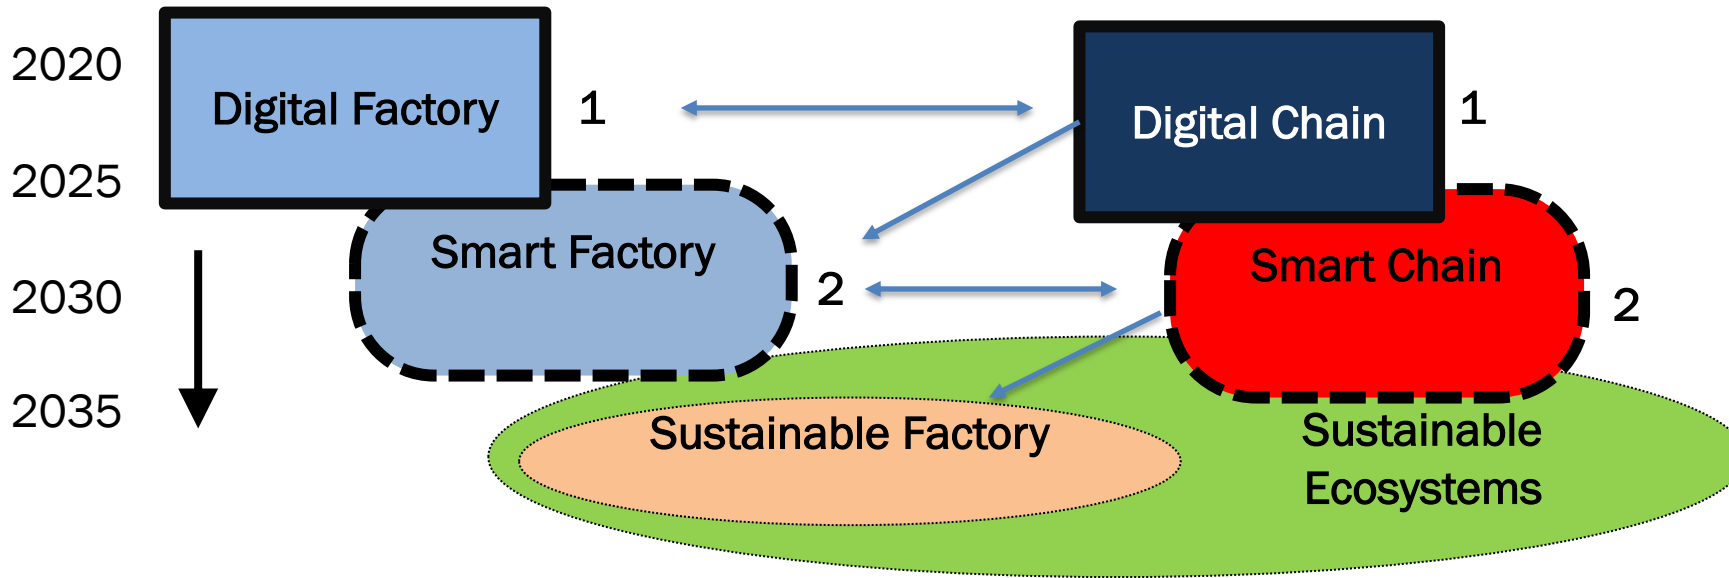 2020
Digital Factory
1
Digital Chain
1
2025
Smart Factory
2
Smart Chain
2
2030
2035
Sustainable Factory
Sustainable
Ecosystems